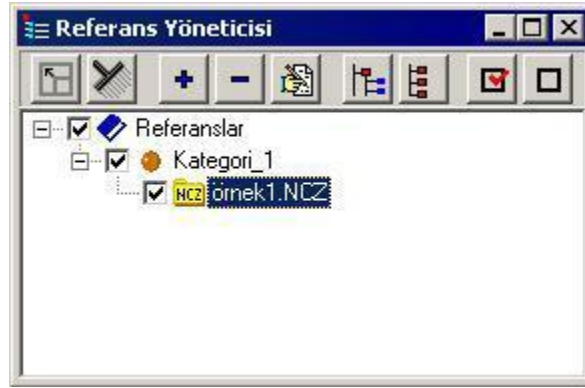 Referans Yöneticisi
Referanslar
Kategori_1
NCZ örnek1.NCZ